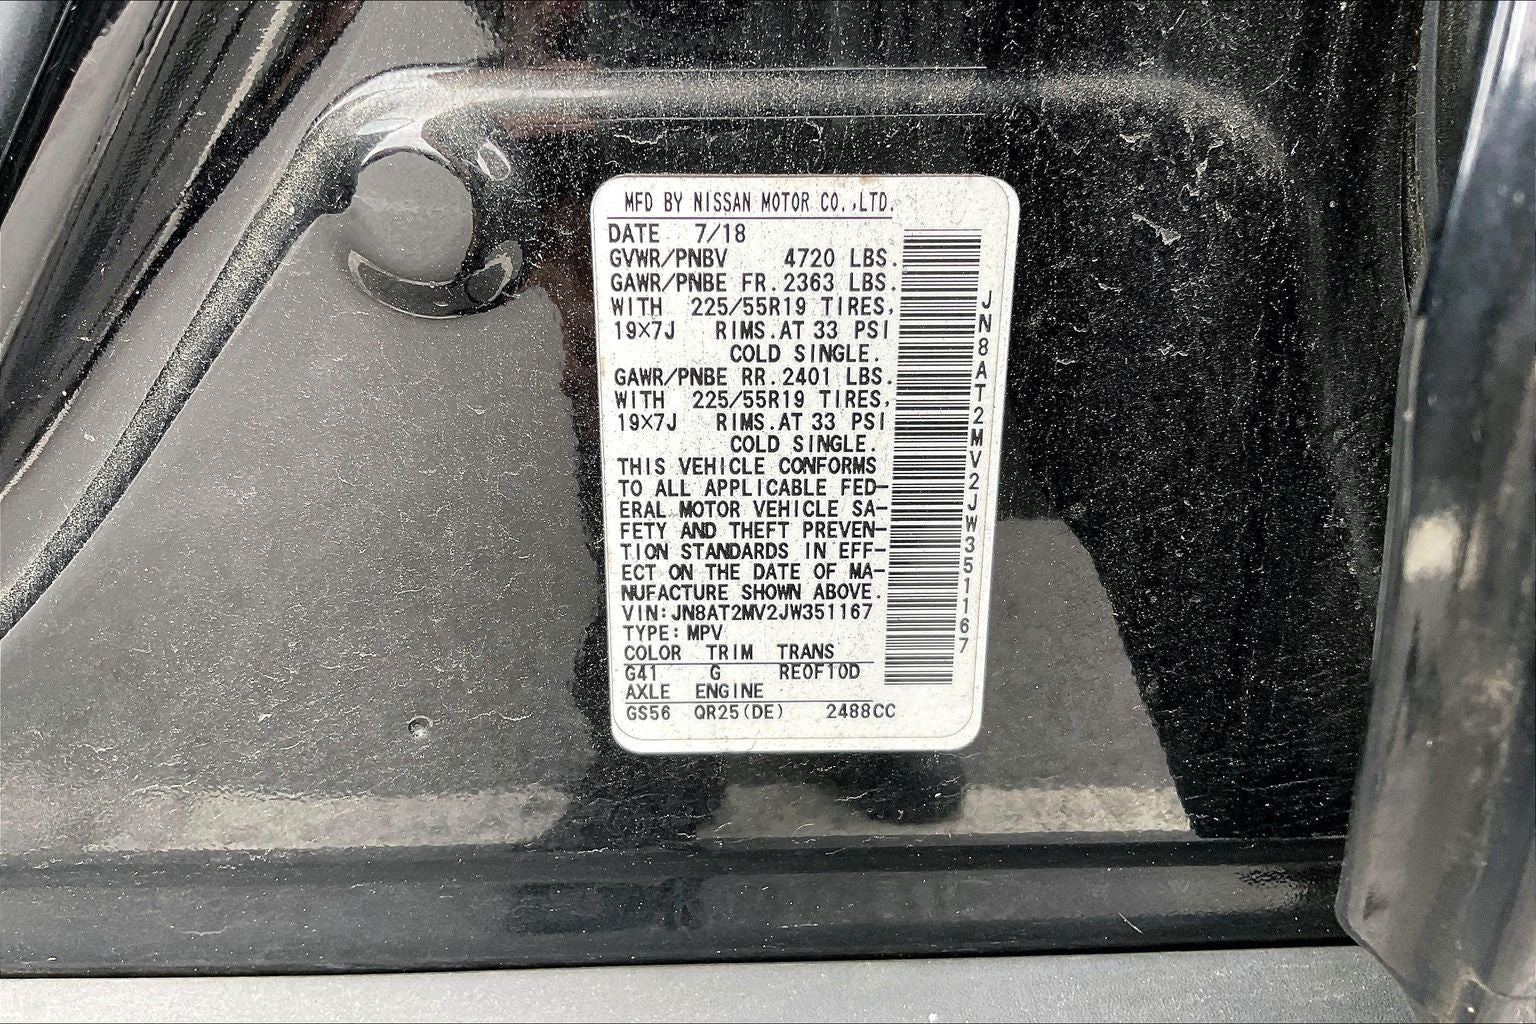 MFD BY NISSAN MOTOR CO.,LTD.
DATE 7/18
GVWR/PNBV 4720 LBS.
GAWR/PNBE FR.2363 LBS.
WITH 225/55R19 TIRES,
19×7J RIMS.AT 33 PSI
COLD SINGLE.
GAWR/PNBE RR.2401 LBS.
WITH 225/55R19 TIRES,
19×7J RIMS.AT 33 PSI
COLD SINGLE.
THIS VEHICLE CONFORMS
TO ALL APPLICABLE FED-
ERAL MOTOR VEHICLE SA-
FETY AND THEFT PREVEN-
TION STANDARDS IN EFF-
ECT ON THE DATE OF MA-
NUFACTURE SHOWN ABOVE.
VIN:JN8AT2MV2JW351167
TYPE:MPV
COLOR TRIM TRANS
G41 G RE0F10D
AXLE ENGINE
GS56 QR25(DE) 2488CC
JN8AT2MV2JW351167